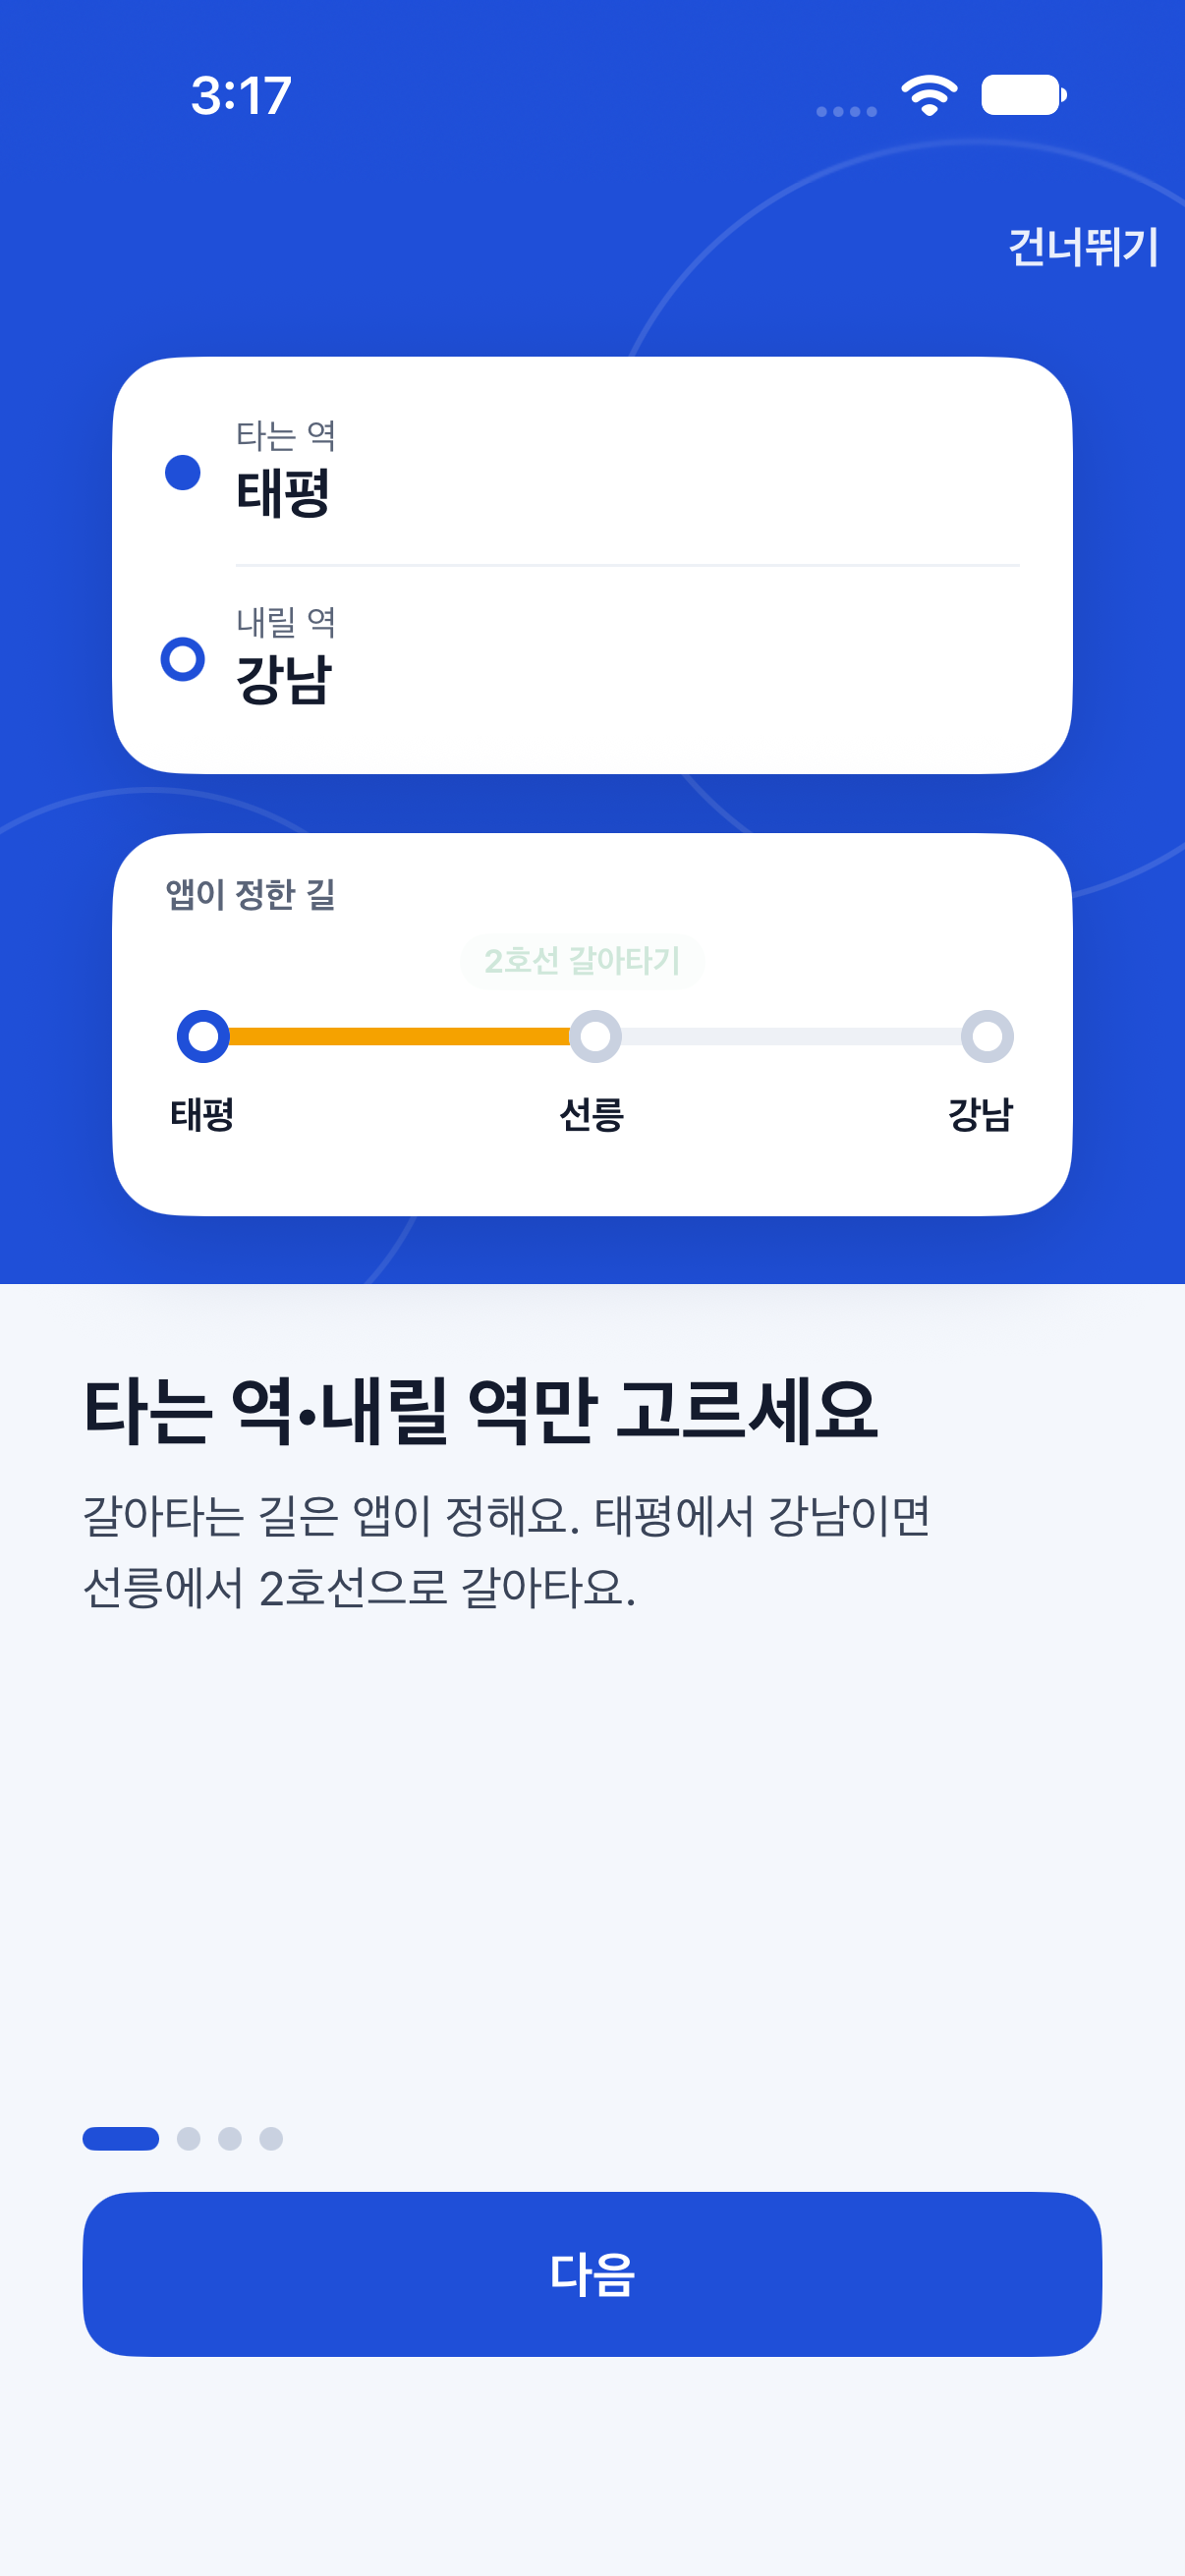 3:17
건너뛰기
타는 역
태평
내릴 역
강남
앱이 정한 길
2호선 갈아타기
태평 선릉 강남
타는 역·내릴 역만 고르세요
갈아타는 길은 앱이 정해요. 태평에서 강남이면
선릉에서 2호선으로 갈아타요.
다음